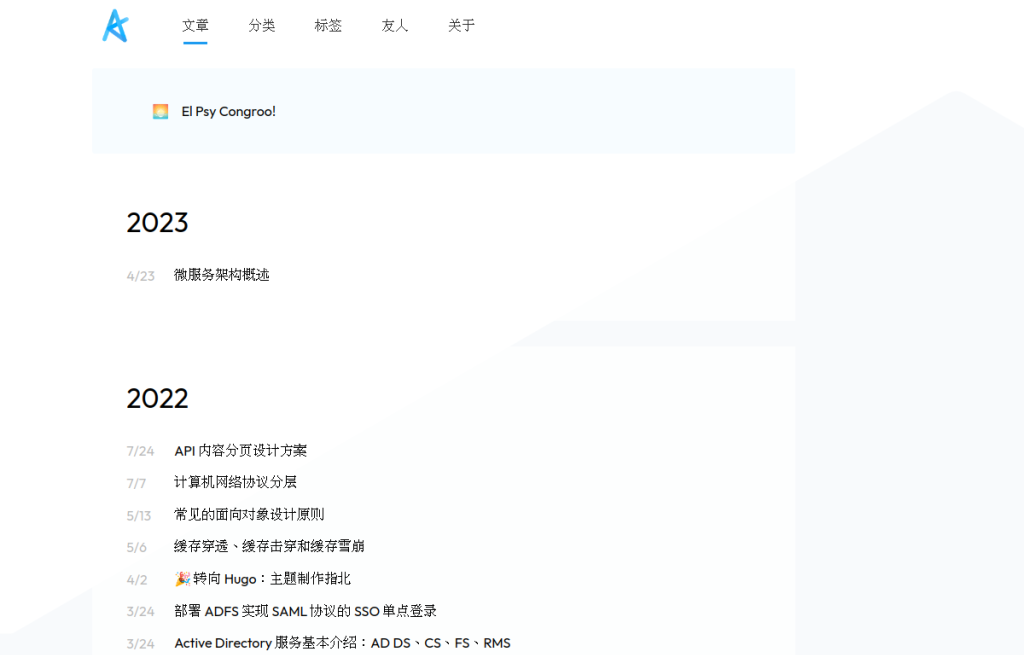 文章 分类 标签 友人 关于
🌅 El Psy Congroo!
2023
4/23 微服务架构概述
2022
7/24 API 内容分页设计方案
7/7 计算机网络协议分层
5/13 常见的面向对象设计原则
5/6 缓存穿透、缓存击穿和缓存雪崩
4/2 🎉 转向 Hugo：主题制作指北
3/24 部署 ADFS 实现 SAML 协议的 SSO 单点登录
3/24 Active Directory 服务基本介绍：AD DS、CS、FS、RMS